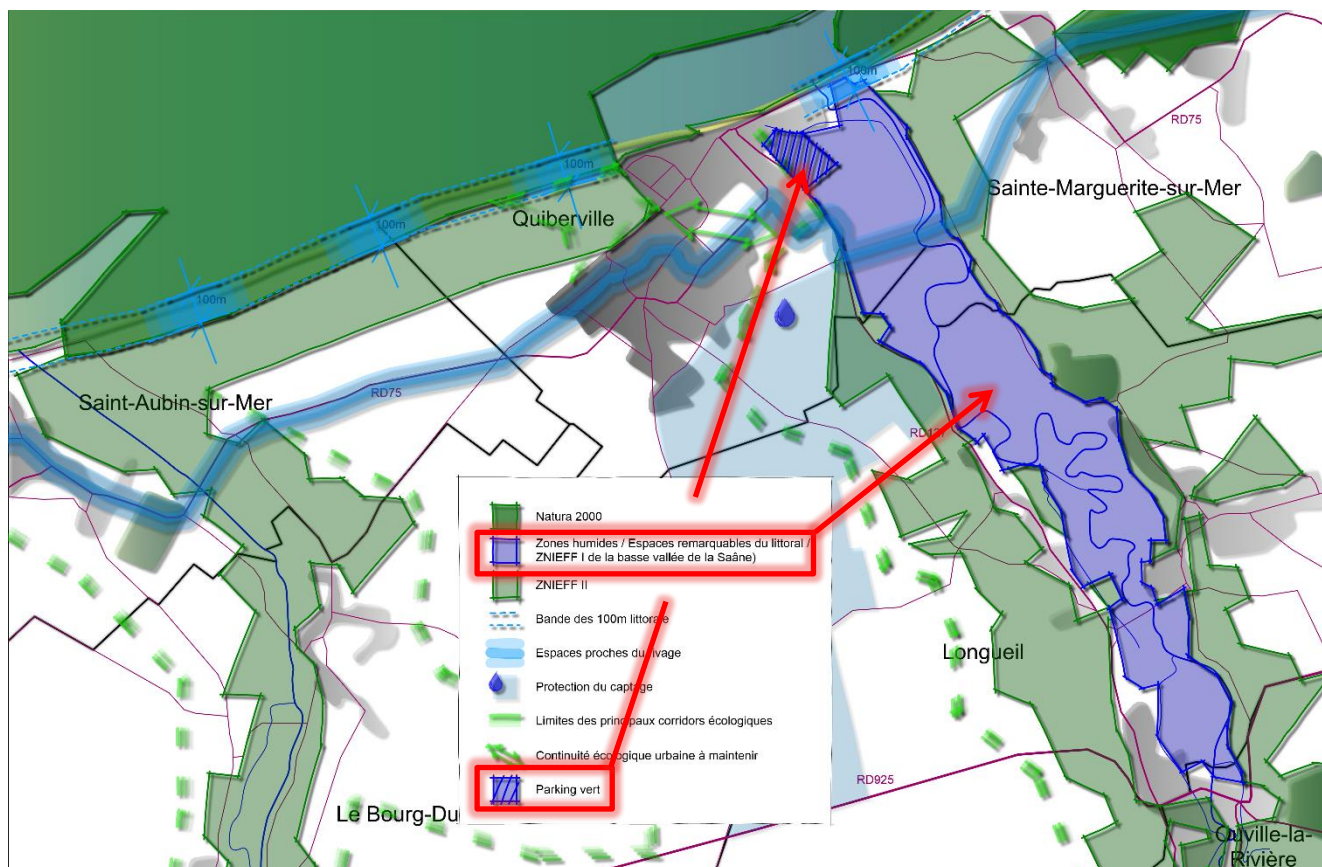 100m
RD75
Sainte-Marguerite-sur-Mer
100m
Quiberville
100m
100m
Saint-Aubin-sur-Mer
RD75
Natura 2000
Zones humides / Espaces remarquables du littoral /
ZNIEFF I de la basse vallée de la Saâne)
ZNIEFF II
Bande des 100m littorale
Espaces proches du rivage
Protection du captage
Longueil
Limites des principaux corridors écologiques
Continuité écologique urbaine à maintenir
RD925
Parking vert
Le Bourg-Du
Ouville-la-
Rivière